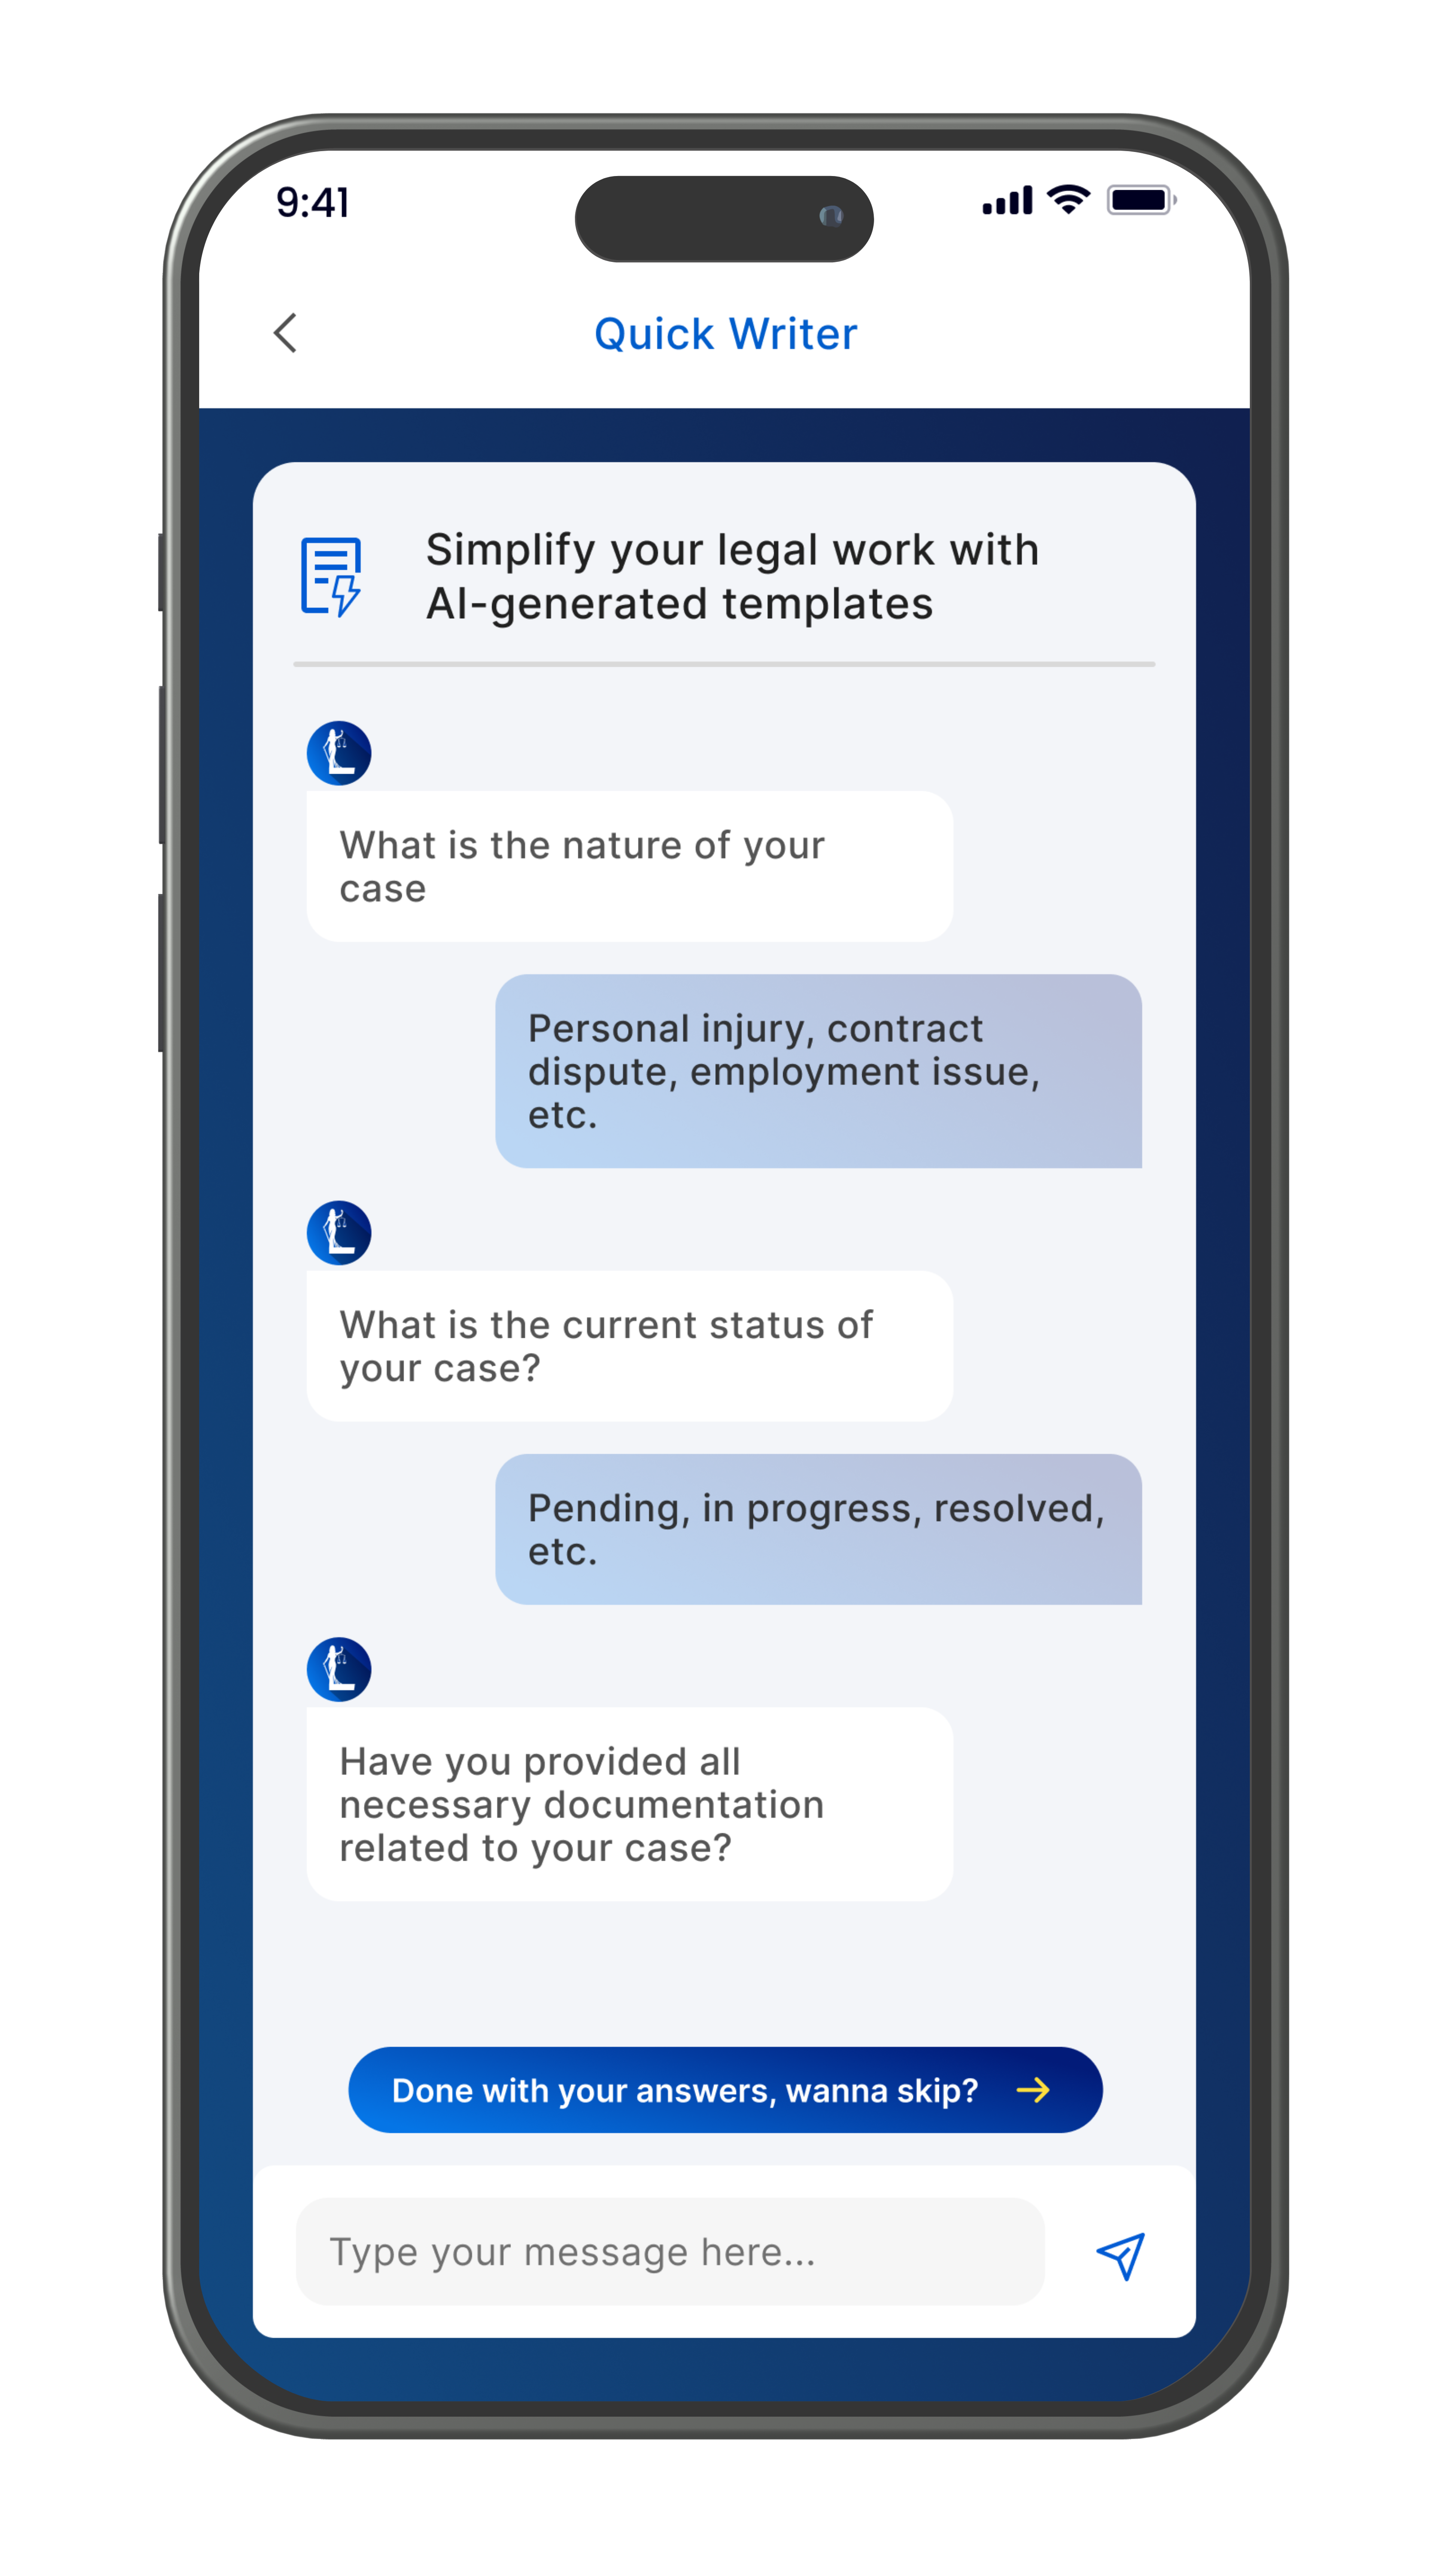 9:41
Quick Writer
Simplify your legal work with
AI-generated templates
What is the nature of your
case
Personal injury, contract
dispute, employment issue,
etc.
What is the current status of
your case?
Pending, in progress, resolved,
etc.
Have you provided all
necessary documentation
related to your case?
Done with your answers, wanna skip?
Type your message here...